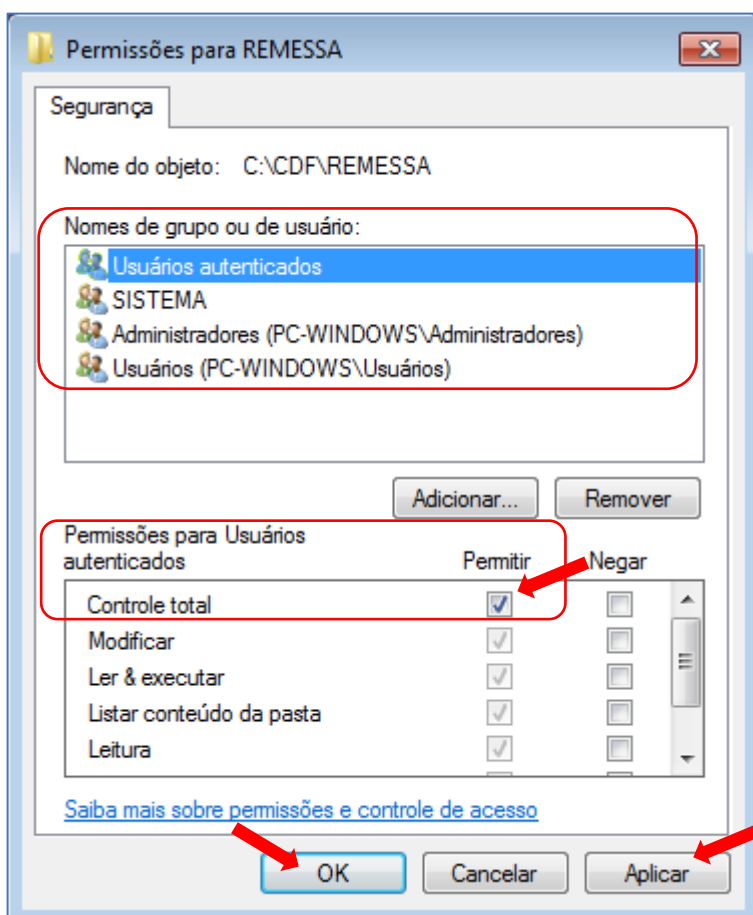 Permissões para REMESSA
Segurança
Nome do objeto: C:\CDF\REMESSA
Nomes de grupo ou de usuário:
Usuários autenticados
SISTEMA
Administradores (PC-WINDOWS\Administradores)
Usuários (PC-WINDOWS\Usuários)
Adicionar... Remover
Permissões para Usuários
autenticados Permitir Negar
Controle total
Modificar
Ler & executar
Listar conteúdo da pasta
Leitura
Saiba mais sobre permissões e controle de acesso
OK Cancelar Aplicar